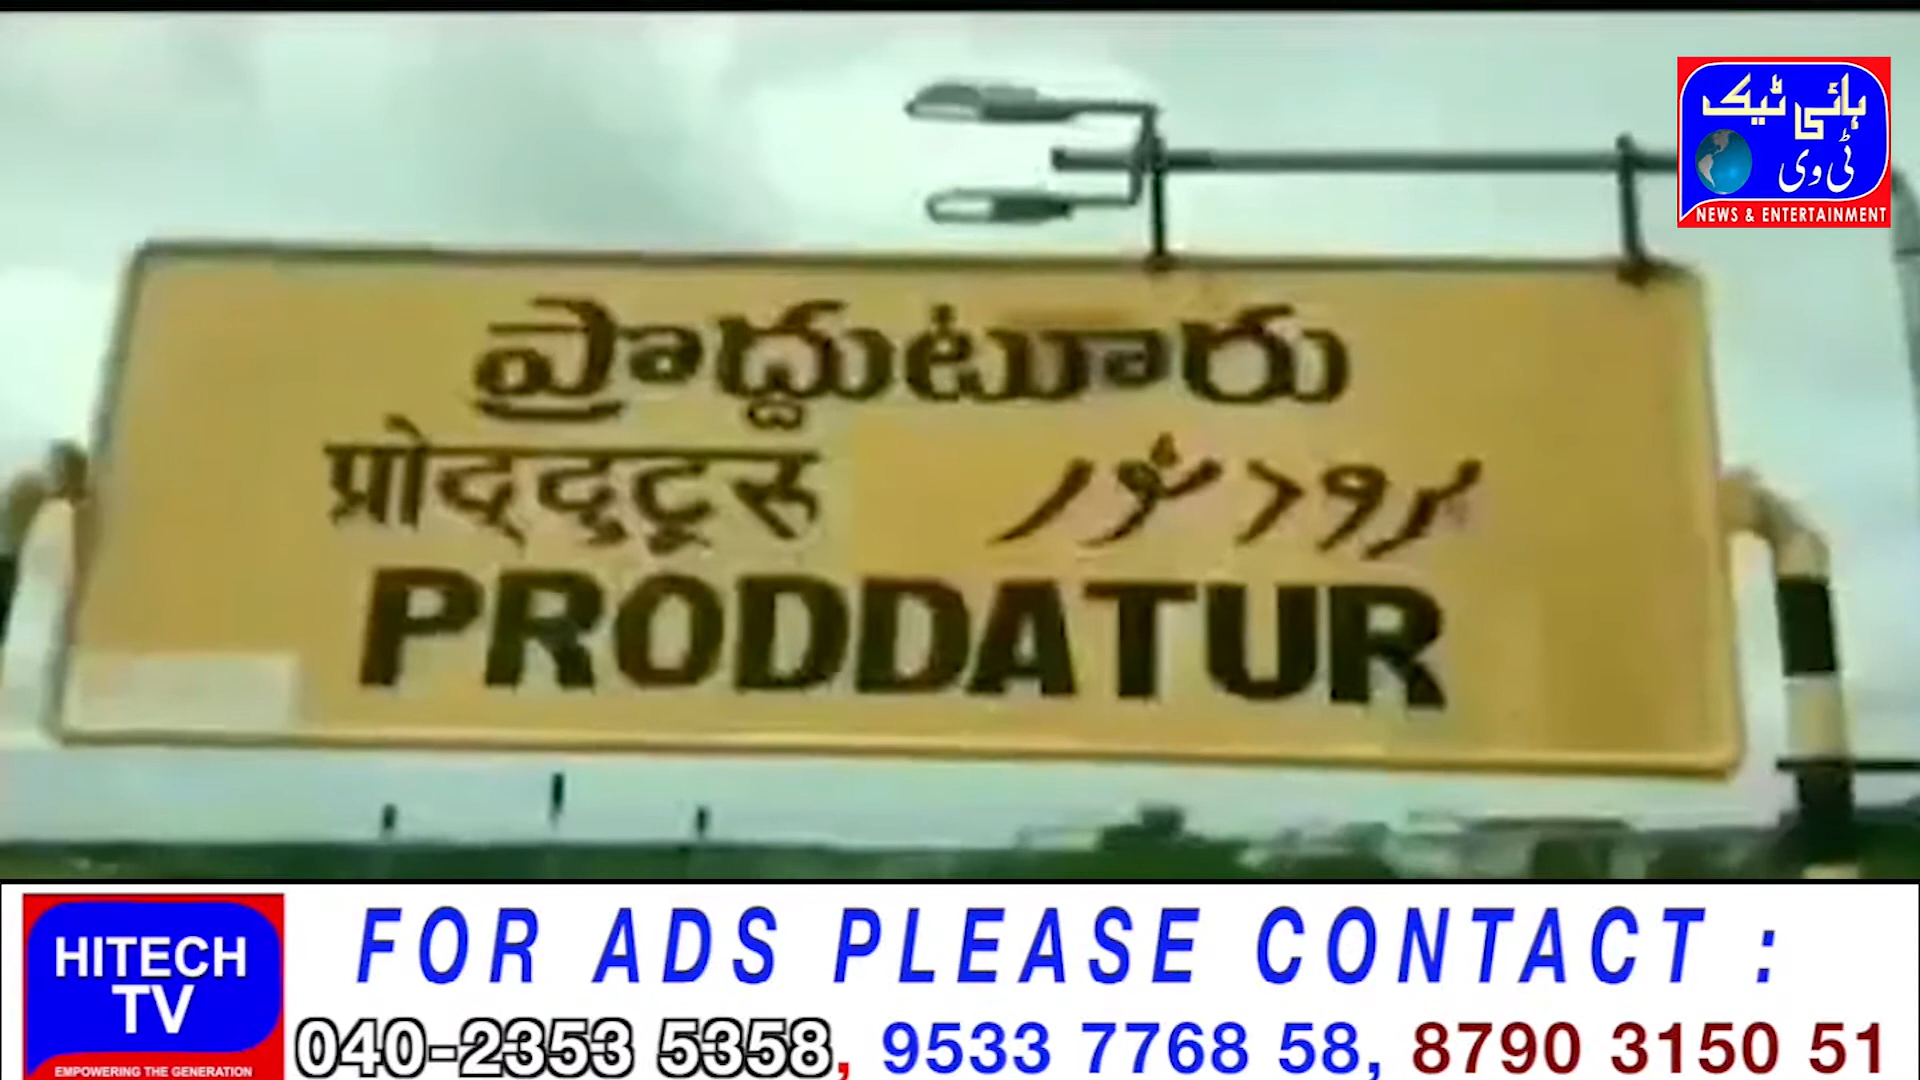 ہائی ٹیک
ٹی وی
NEWS & ENTERTAINMENT
ప్రొద్దుటూరు
प्रोद्दुटूरु
PRODDATUR
HITECH
TV
EMPOWERING THE GENERATION
FOR ADS PLEASE CONTACT :
040-2353 5358, 9533 7768 58, 8790 3150 51